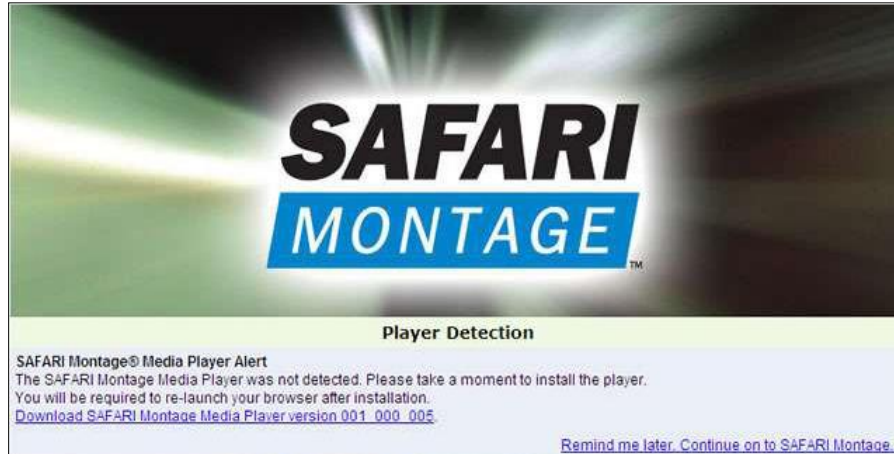 SAFARI
MONTAGE
TM
Player Detection
SAFARI Montage® Media Player Alert
The SAFARI Montage Media Player was not detected. Please take a moment to install the player.
You will be required to re-launch your browser after installation.
Download SAFARI Montage Media Player version 001_000_005.
Remind me later. Continue on to SAFARI Montage.